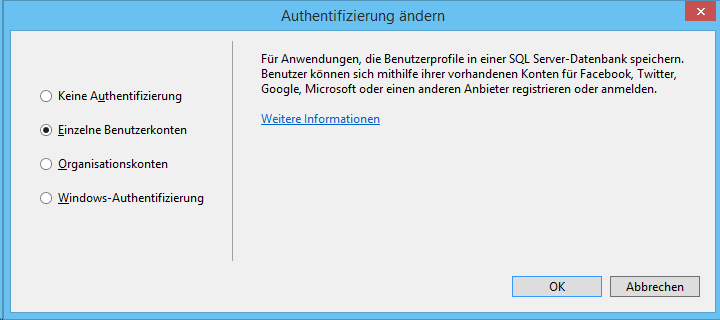 Authentifizierung ändern
Keine Authentifizierung
Einzelne Benutzerkonten
Organisationskonten
Windows-Authentifizierung
Für Anwendungen, die Benutzerprofile in einer SQL Server-Datenbank speichern.
Benutzer können sich mithilfe ihrer vorhandenen Konten für Facebook, Twitter,
Google, Microsoft oder einen anderen Anbieter registrieren oder anmelden.
Weitere Informationen
OK
Abbrechen